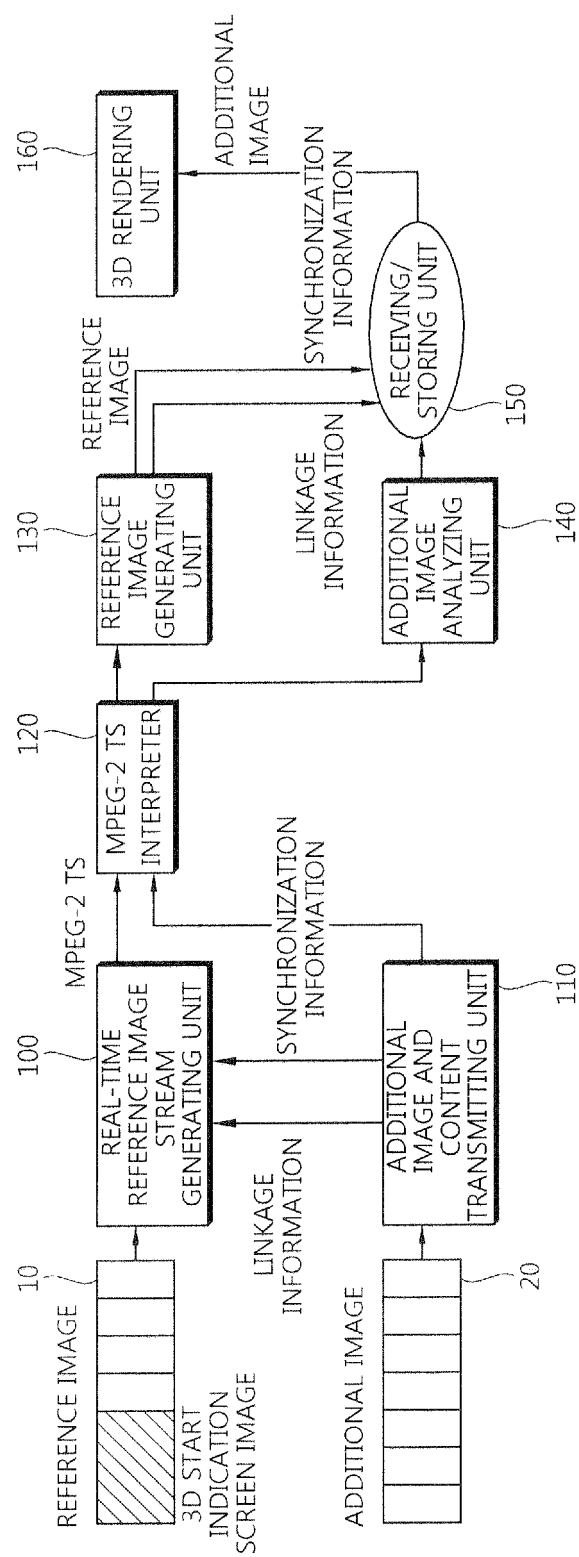 REFERENCE IMAGE
10
3D START
INDICATION
SCREEN IMAGE
ADDITIONAL IMAGE
20
100
REAL-TIME
REFERENCE IMAGE
STREAM
GENERATING UNIT
LINKAGE
INFORMATION
SYNCHRONIZATION
INFORMATION
ADDITIONAL
IMAGE AND
CONTENT
TRANSMITTING UNIT
110
MPEG-2 TS
120
MPEG-2 TS
INTERPRETER
130
REFERENCE
IMAGE
GENERATING
UNIT
ADDITIONAL
IMAGE
ANALYZING
UNIT
140
REFERENCE
IMAGE
LINKAGE
INFORMATION
SYNCHRONIZATION
INFORMATION
RECEIVING/
STORING UNIT
150
160
3D RENDERING
UNIT
ADDITIONAL
IMAGE